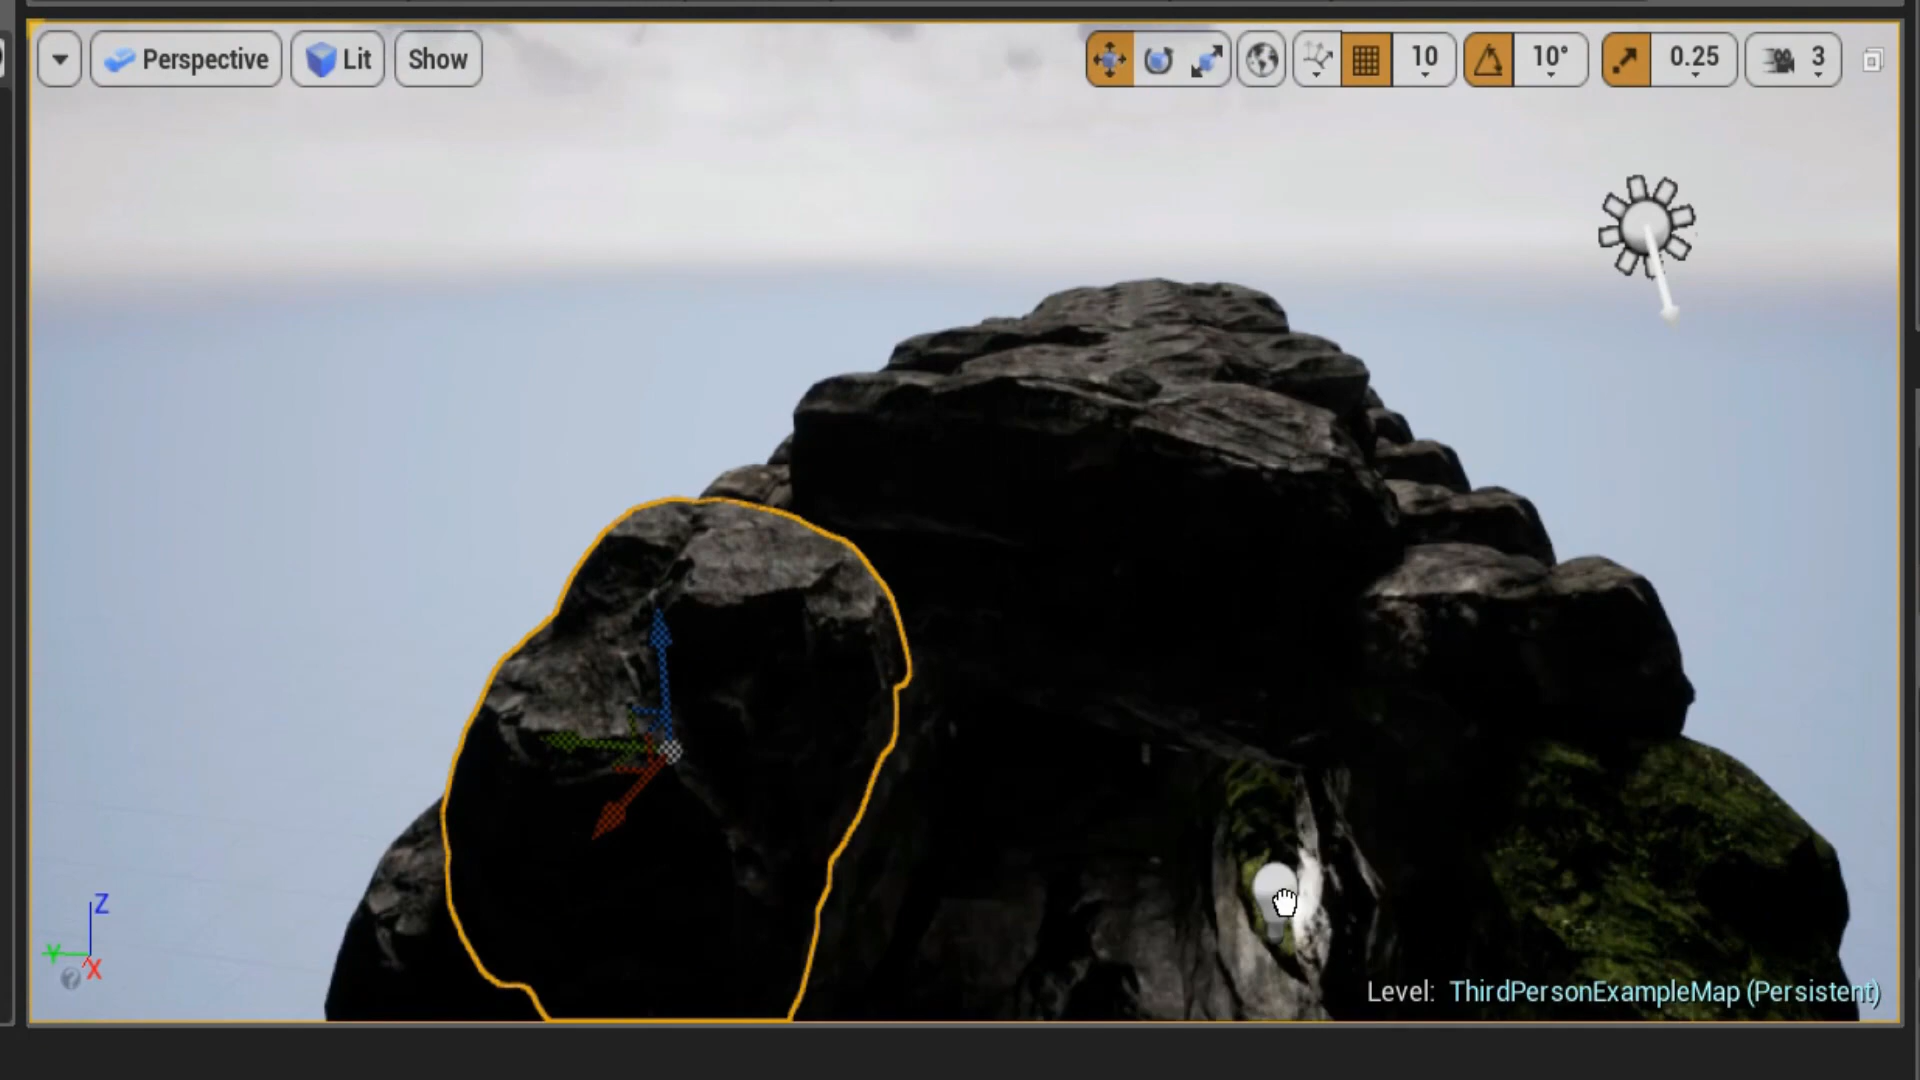 Perspective Lit Show 10 10° 0.25 3
Z
Y
X
?
Level: ThirdPersonExampleMap (Persistent)